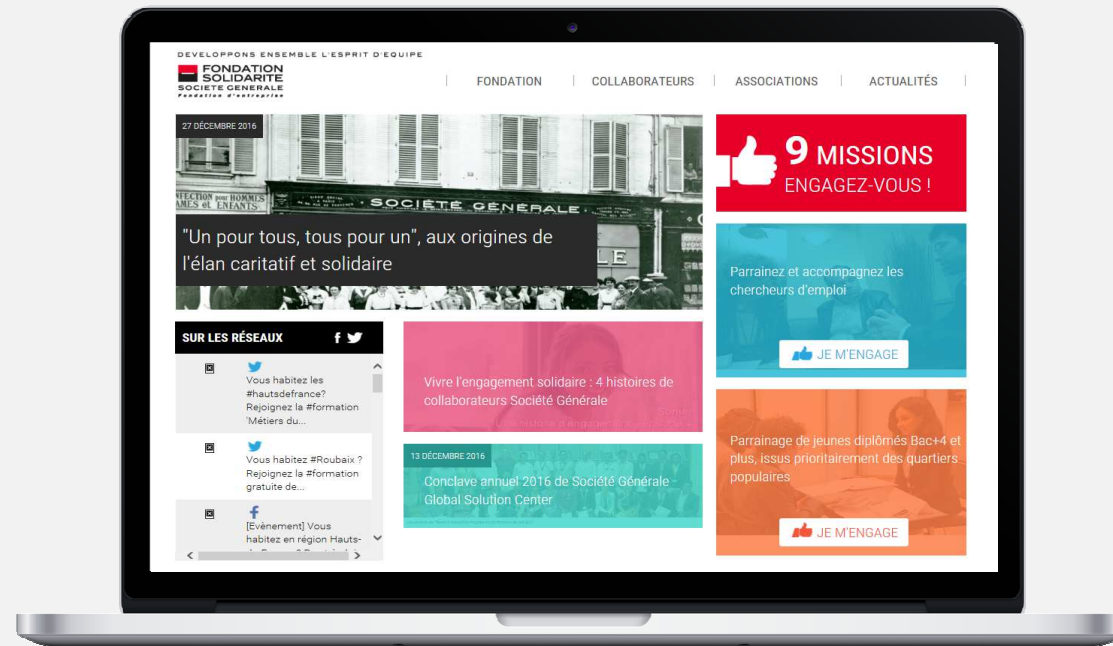 DEVELOPPONS ENSEMBLE L'ESPRIT D'EQUIPE
FONDATION
SOLIDARITE
SOCIETE GENERALE
Fondation d'entreprise
FONDATION
COLLABORATEURS
ASSOCIATIONS
ACTUALITÉS
27 DÉCEMBRE 2016
SOCIÉTÉ GÉNÉRALE
"Un pour tous, tous pour un", aux origines de
l'élan caritatif et solidaire
9 MISSIONS
ENGAGEZ-VOUS !
Parrainez et accompagnez les
chercheurs d'emploi
JE M'ENGAGE
SUR LES RÉSEAUX
Vous habitez les
#hautsdefrance?
Rejoignez la #formation
'Métiers du...
Vous habitez #Roubaix ?
Rejoignez la #formation
gratuite de...
[Evènement] Vous
habitez en région Hauts-
Vivre l'engagement solidaire : 4 histoires de
collaborateurs Société Générale
13 DÉCEMBRE 2016
Conclave annuel 2016 de Société Générale -
Global Solution Center
Parrainage de jeunes diplômés Bac+4 et
plus, issus prioritairement des quartiers
populaires
JE M'ENGAGE